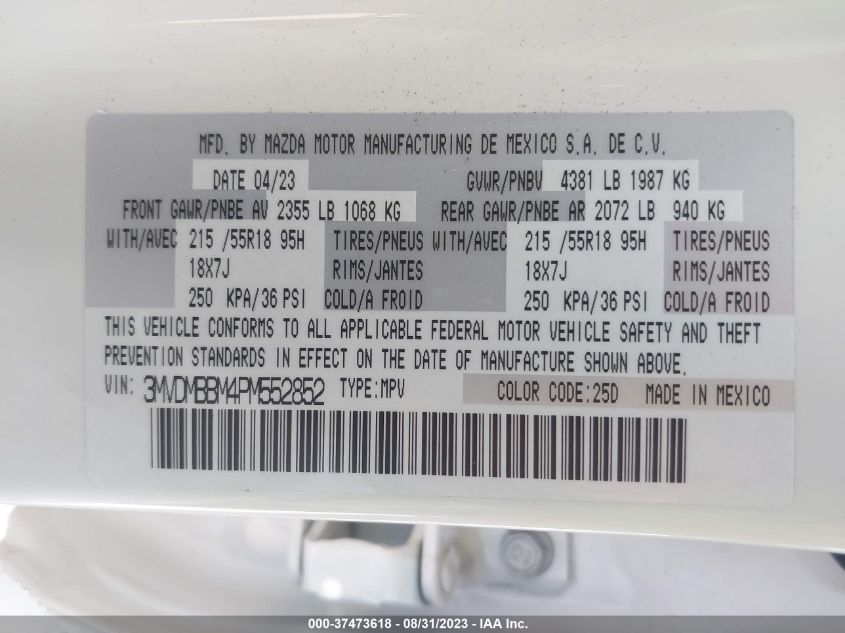 MFD. BY MAZDA MOTOR MANUFACTURING DE MEXICO S.A. DE C.V.
DATE 04/23 GVWR/PNBV 4381 LB 1987 KG
FRONT GAWR/PNBE AV 2355 LB 1068 KG REAR GAWR/PNBE AR 2072 LB 940 KG
WITH/AVEC 215 /55R18 95H TIRES/PNEUS WITH/AVEC 215 /55R18 95H TIRES/PNEUS
18X7J RIMS/JANTES 18X7J RIMS/JANTES
250 KPA/36 PSI COLD/A FROID 250 KPA/36 PSI COLD/A FROID
THIS VEHICLE CONFORMS TO ALL APPLICABLE FEDERAL MOTOR VEHICLE SAFETY AND THEFT
PREVENTION STANDARDS IN EFFECT ON THE DATE OF MANUFACTURE SHOWN ABOVE.
VIN: 3MVDMBBM4PM552852 TYPE:MPV COLOR CODE:25D MADE IN MEXICO
000-37473618 - 08/31/2023 - IAA Inc.